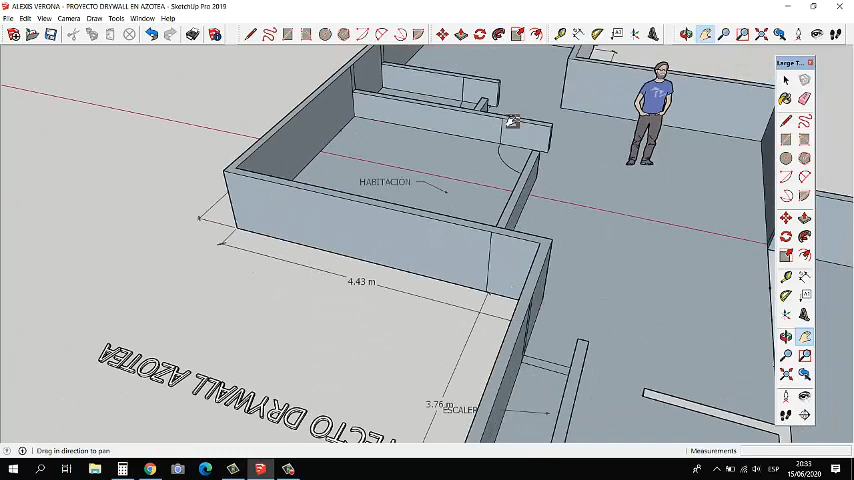 ALEXIS VERONA - PROYECTO DRYWALL EN AZOTEA - SketchUp Pro 2019
File Edit View Camera Draw Tools Window Help
Large T...
HABITACION
4.43 m
3.76 m
ESCALER
PROYECTO DRYWALL AZOTEA
Drag in direction to pan
Measurements
ESP
20:33
15/06/2020